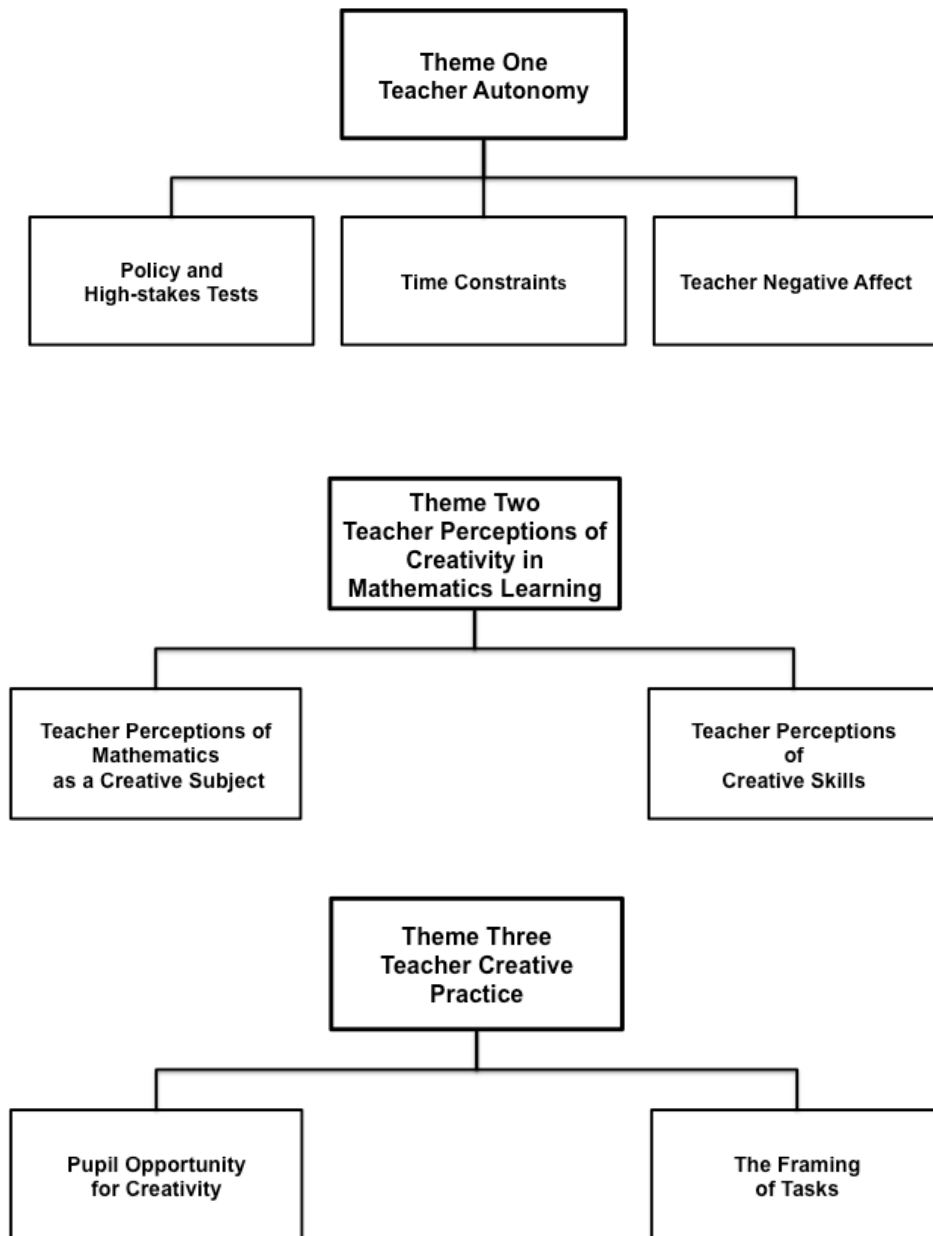 Theme One
Teacher Autonomy
Policy and
High-stakes Tests
Time Constraints
Teacher Negative Affect
Theme Two
Teacher Perceptions of
Creativity in
Mathematics Learning
Teacher Perceptions of
Mathematics
as a Creative Subject
Teacher Perceptions
of
Creative Skills
Theme Three
Teacher Creative
Practice
Pupil Opportunity
for Creativity
The Framing
of Tasks